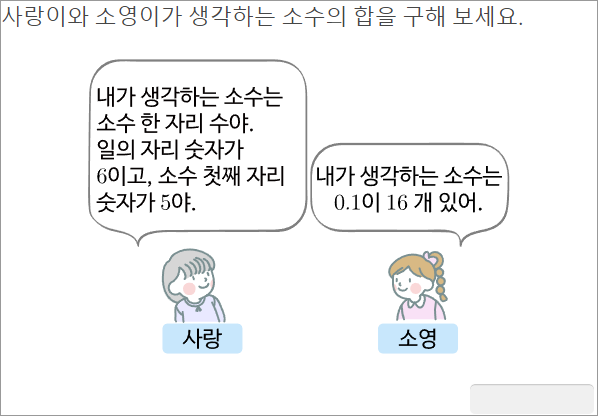 사랑이와 소영이가 생각하는 소수의 합을 구해 보세요.
내가 생각하는 소수는
소수 한 자리 수야.
일의 자리 숫자가
6이고, 소수 첫째 자리
숫자가 5야.
내가 생각하는 소수는
0.1이 16 개 있어.
사랑
소영